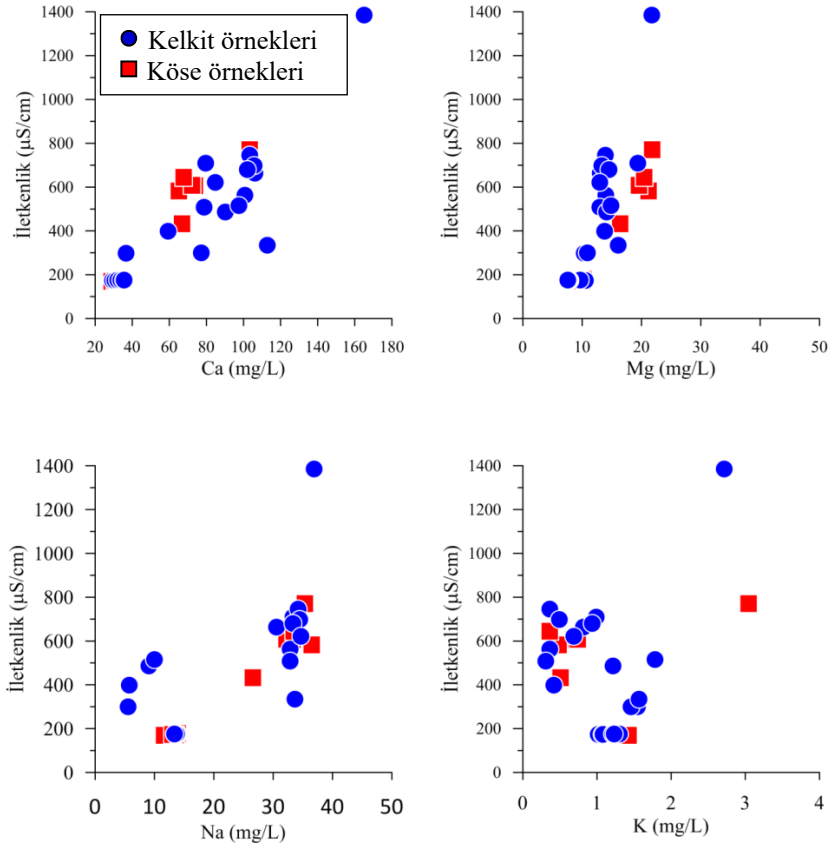 1400
1200
1000
800
600
400
200
0
İletkenlik (µS/cm)
Kelkit örnekleri
Köse örnekleri
20 40 60 80 100 120 140 160 180
Ca (mg/L)
1400
1200
1000
800
600
400
200
0
İletkenlik (µS/cm)
0 10 20 30 40 50
Mg (mg/L)
1400
1200
1000
800
600
400
200
0
İletkenlik (µS/cm)
0 10 20 30 40 50
Na (mg/L)
1400
1200
1000
800
600
400
200
0
İletkenlik (µS/cm)
0 1 2 3 4
K (mg/L)